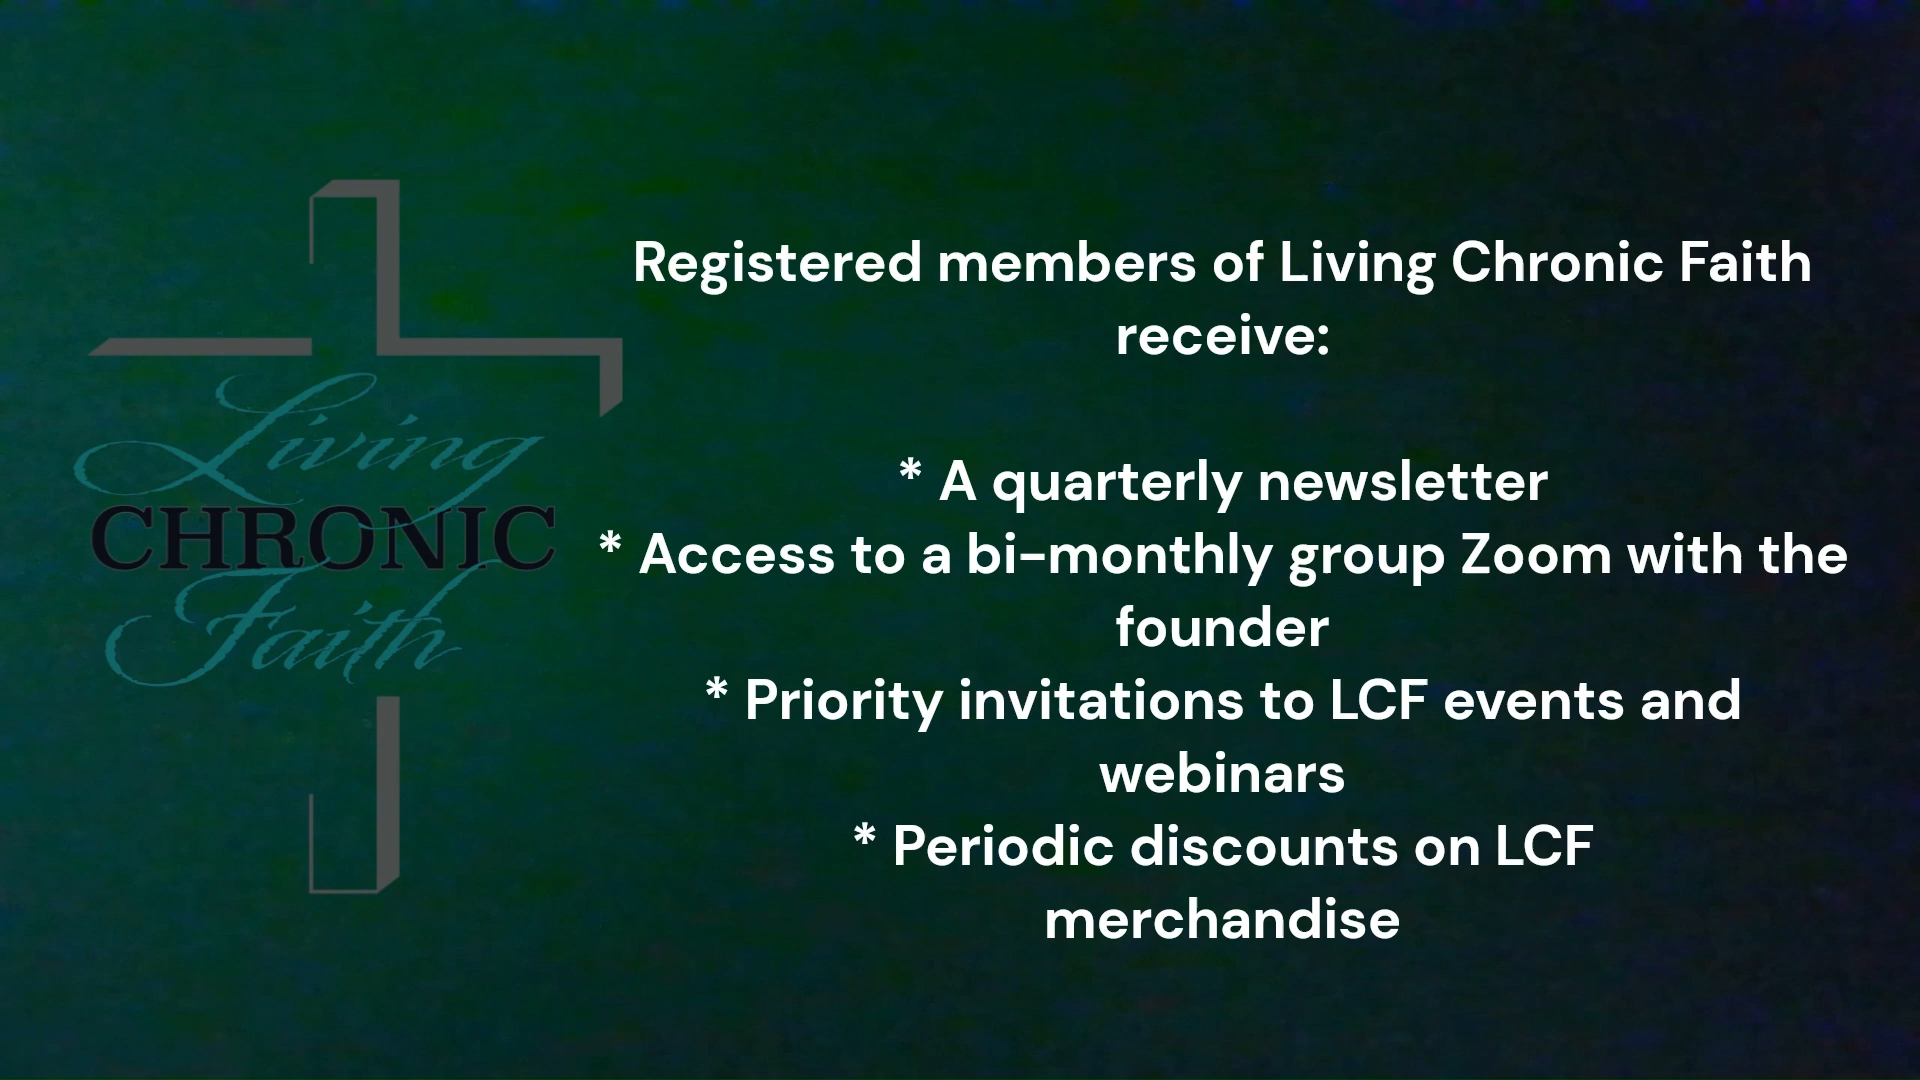 Living
CHRONIC
Faith
Registered members of Living Chronic Faith
receive:
* A quarterly newsletter
* Access to a bi-monthly group Zoom with the
founder
* Priority invitations to LCF events and
webinars
* Periodic discounts on LCF
merchandise